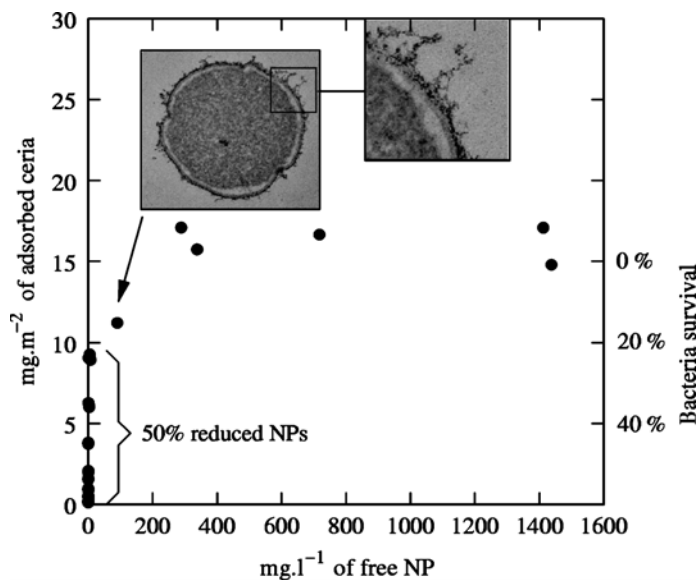 30
25
20
15
10
5
0
mg.m⁻² of adsorbed ceria
50% reduced NPs
0 %
20 %
40 %
Bacteria survival
0 200 400 600 800 1000 1200 1400 1600
mg.l⁻¹ of free NP